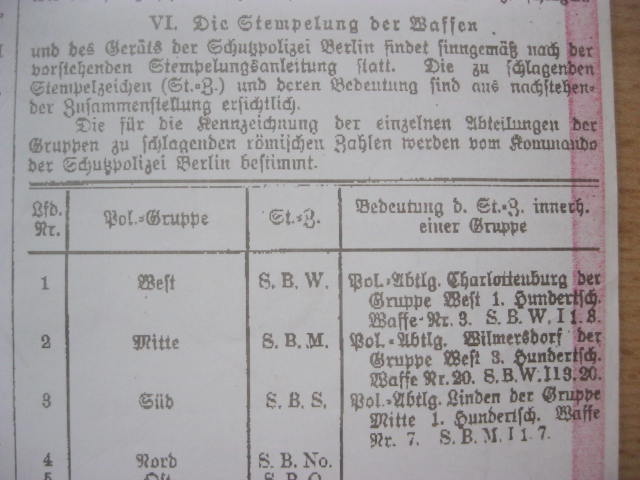 VI. Die Stempelung der Waffen
und des Geräts der Schutzpolizei Berlin findet sinngemäß nach der
vorstehenden Stempelungsanleitung statt. Die zu schlagenden
Stempelzeichen (St.=Z.) und deren Bedeutung sind aus nachstehen=
der Zusammenstellung ersichtlich.
Die für die Kennzeichnung der einzelnen Abteilungen der
Gruppen zu schlagenden römischen Zahlen werden vom Kommando
der Schutzpolizei Berlin bestimmt.
Lfd. Nr. Pol.=Gruppe St.=Z. Bedeutung d. St.=Z. innerh. einer Gruppe
1 West S. B. W. Pol.=Abtlg. Charlottenburg der
Gruppe West 1. Hundertsch.
Waffe Nr. 3. S. B. W. I 1. 3.
2 Mitte S. B. M. Pol.=Abtlg. Wilmersdorf der
Gruppe West 3. Hundertsch.
Waffe Nr. 20. S. B. W. II 3. 20.
3 Süd S. B. S. Pol.=Abtlg. Linden der Gruppe
Mitte 1. Hundertsch. Waffe
Nr. 7. S. B. M. I 1. 7.
4 Nord S. B. No.
5 Ost S. B. O.